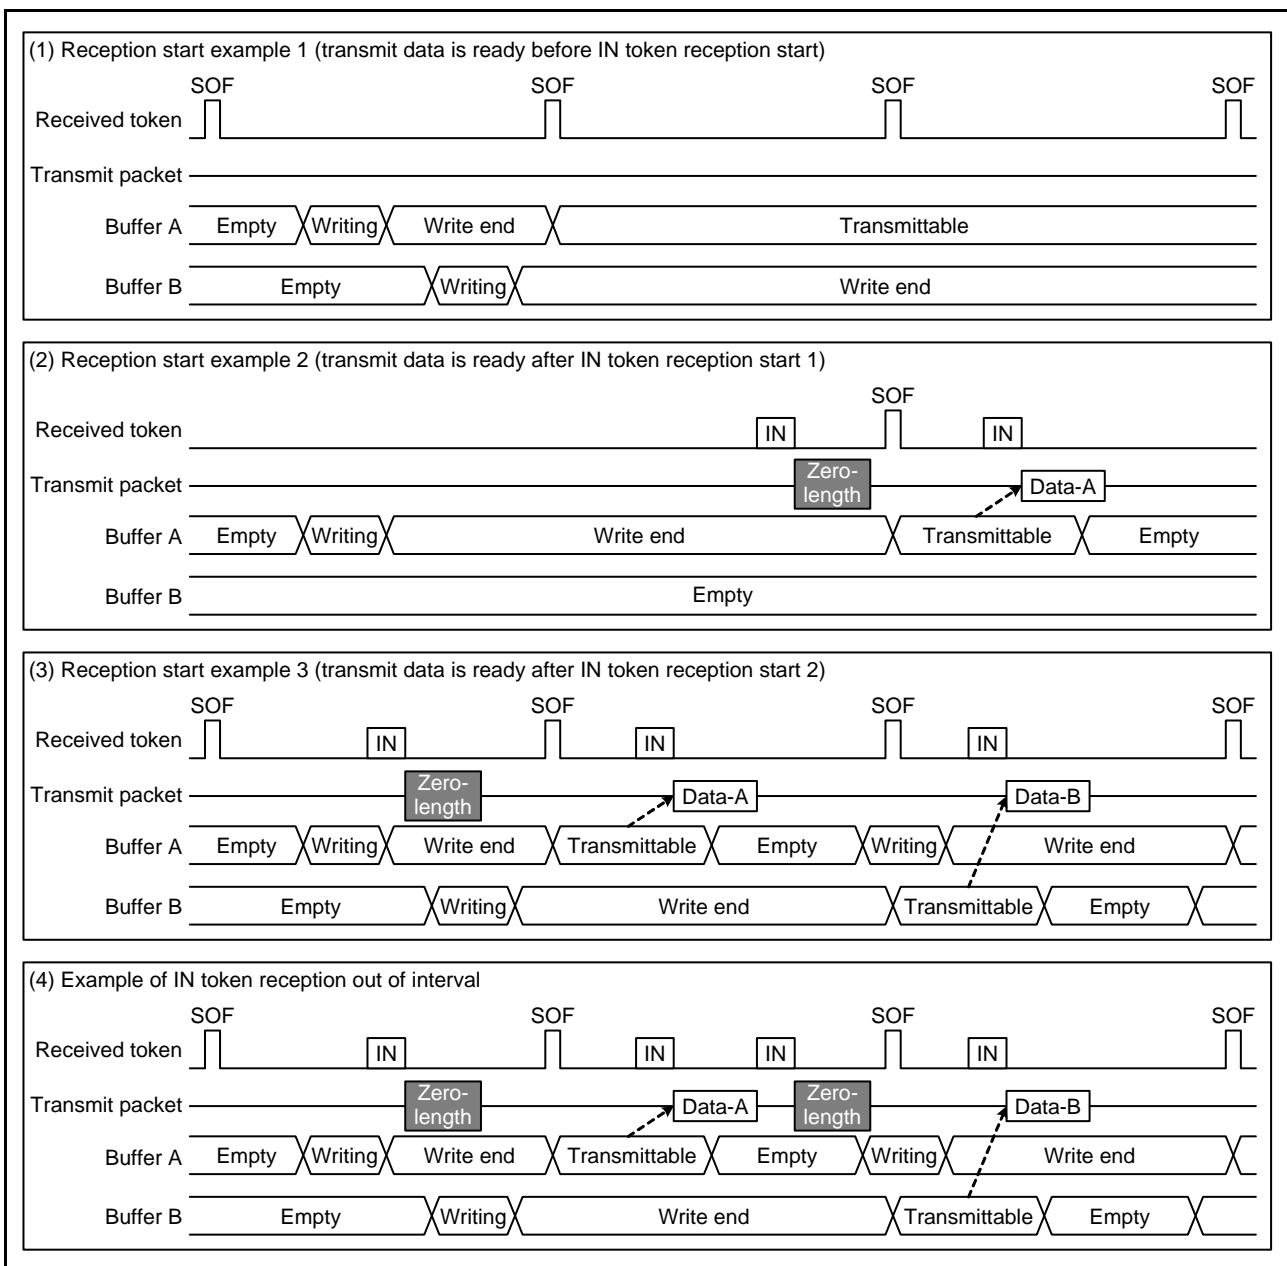 (1) Reception start example 1 (transmit data is ready before IN token reception start)
SOF SOF SOF SOF
Received token
Transmit packet
Buffer A Empty Writing Write end Transmittable
Buffer B Empty Writing Write end
(2) Reception start example 2 (transmit data is ready after IN token reception start 1)
SOF
Received token IN IN
Transmit packet Zero-length Data-A
Buffer A Empty Writing Write end Transmittable Empty
Buffer B Empty
(3) Reception start example 3 (transmit data is ready after IN token reception start 2)
SOF SOF SOF SOF
Received token IN IN IN
Transmit packet Zero-length Data-A Data-B
Buffer A Empty Writing Write end Transmittable Empty Writing Write end
Buffer B Empty Writing Write end Transmittable Empty
(4) Example of IN token reception out of interval
SOF SOF SOF SOF
Received token IN IN IN IN
Transmit packet Zero-length Data-A Zero-length Data-B
Buffer A Empty Writing Write end Transmittable Empty Writing Write end
Buffer B Empty Writing Write end Transmittable Empty